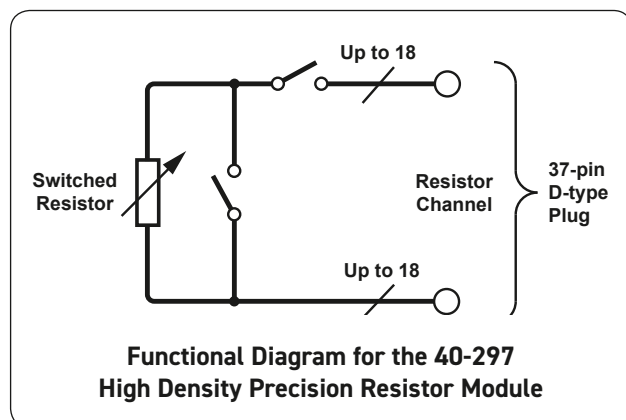 Up to 18
Switched
Resistor
Resistor
Channel
37-pin
D-type
Plug
Up to 18
Functional Diagram for the 40-297
High Density Precision Resistor Module